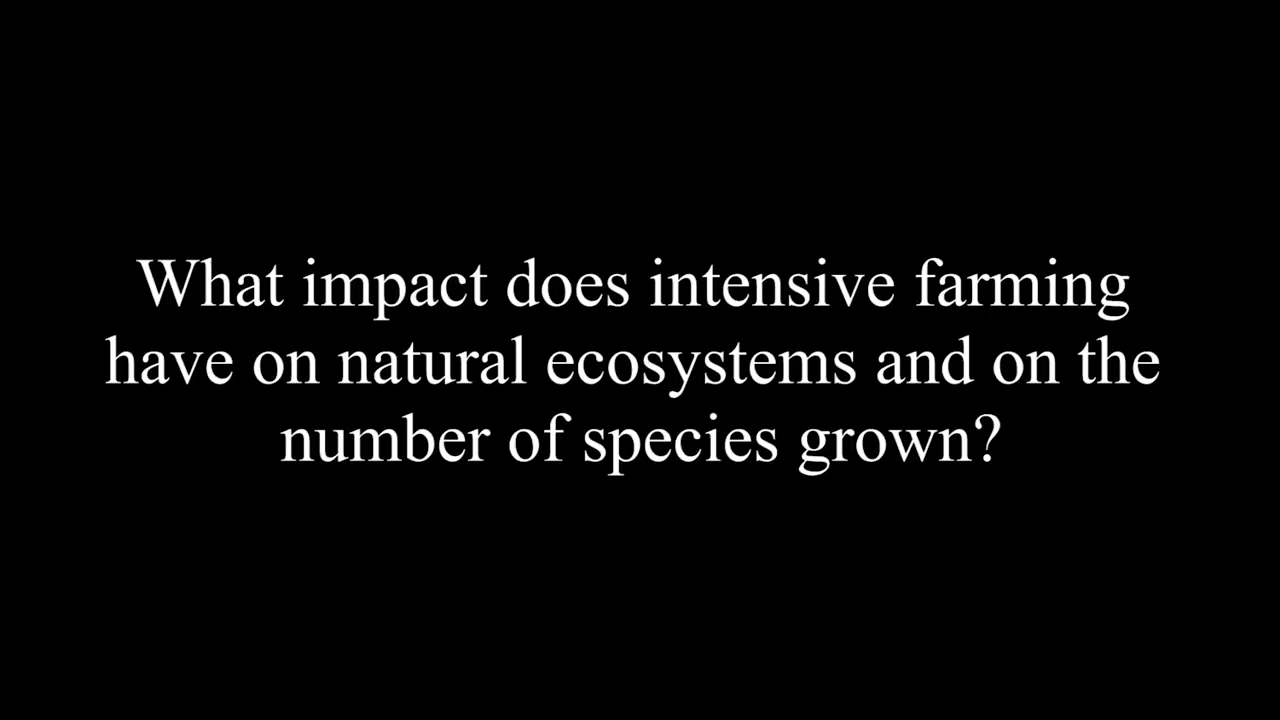 What impact does intensive farming
have on natural ecosystems and on the
number of species grown?